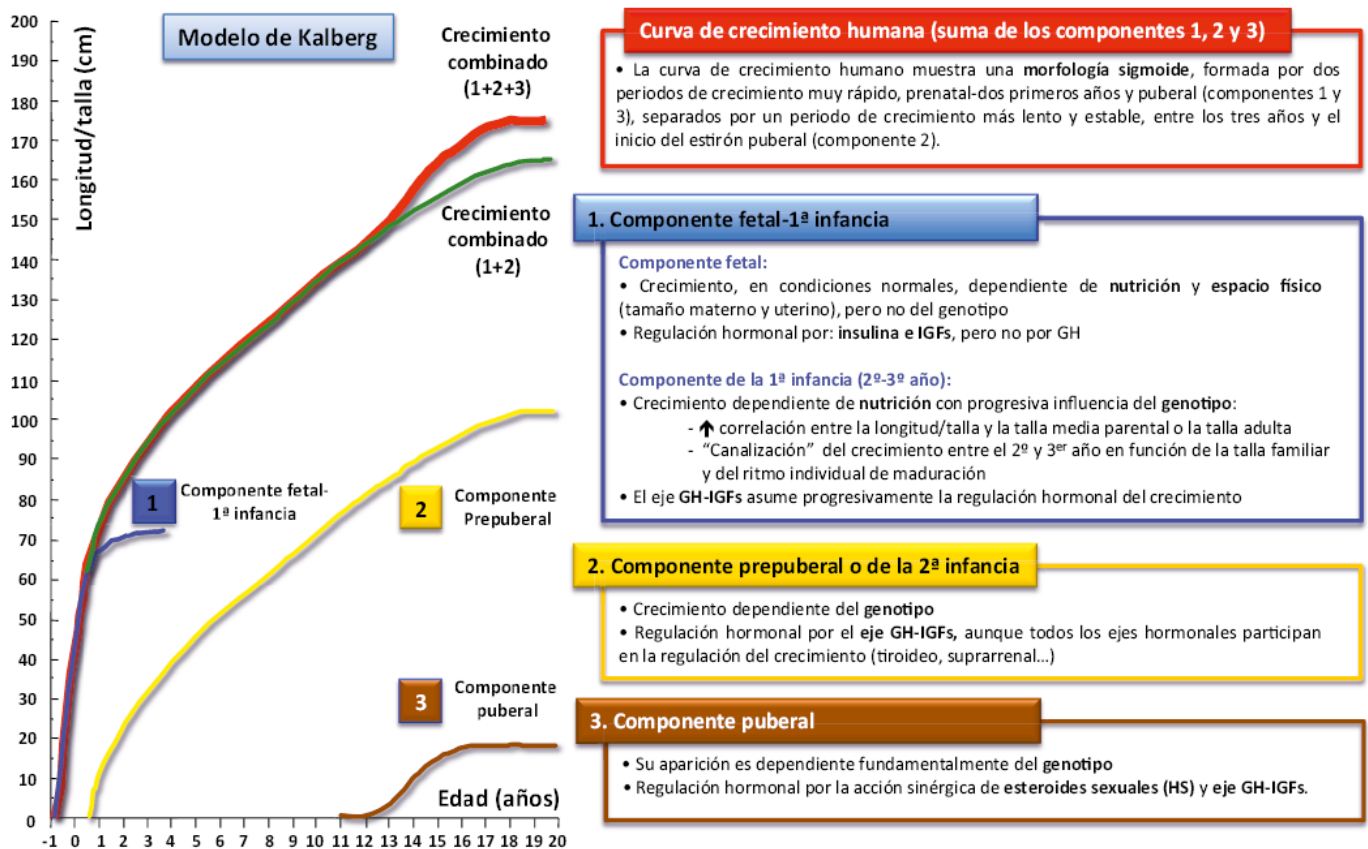 Modelo de Kalberg
Longitud/talla (cm)
200
190
180
175
170
160
150
140
130
120
110
100
90
80
70
60
50
40
30
20
10
0
Crecimiento
combinado
(1+2+3)
Crecimiento
combinado
(1+2)
1
Componente fetal-
1ª infancia
2
Componente
Prepuberal
3
Componente
puberal
Edad (años)
-1 0 1 2 3 4 5 6 7 8 9 10 11 12 13 14 15 16 17 18 19 20
Curva de crecimiento humana (suma de los componentes 1, 2 y 3)
• La curva de crecimiento humano muestra una morfología sigmoide, formada por dos
periodos de crecimiento muy rápido, prenatal-dos primeros años y puberal (componentes 1 y
3), separados por un periodo de crecimiento más lento y estable, entre los tres años y el
inicio del estirón puberal (componente 2).
1. Componente fetal-1ª infancia
Componente fetal:
• Crecimiento, en condiciones normales, dependiente de nutrición y espacio físico
(tamaño materno y uterino), pero no del genotipo
• Regulación hormonal por: insulina e IGFs, pero no por GH
Componente de la 1ª infancia (2º-3º año):
• Crecimiento dependiente de nutrición con progresiva influencia del genotipo:
- ↑ correlación entre la longitud/talla y la talla media parental o la talla adulta
- “Canalización” del crecimiento entre el 2º y 3er año en función de la talla familiar
y del ritmo individual de maduración
• El eje GH-IGFs asume progresivamente la regulación hormonal del crecimiento
2. Componente prepuberal o de la 2ª infancia
• Crecimiento dependiente del genotipo
• Regulación hormonal por el eje GH-IGFs, aunque todos los ejes hormonales participan
en la regulación del crecimiento (tiroideo, suprarrenal...)
3. Componente puberal
• Su aparición es dependiente fundamentalmente del genotipo
• Regulación hormonal por la acción sinérgica de esteroides sexuales (HS) y eje GH-IGFs.